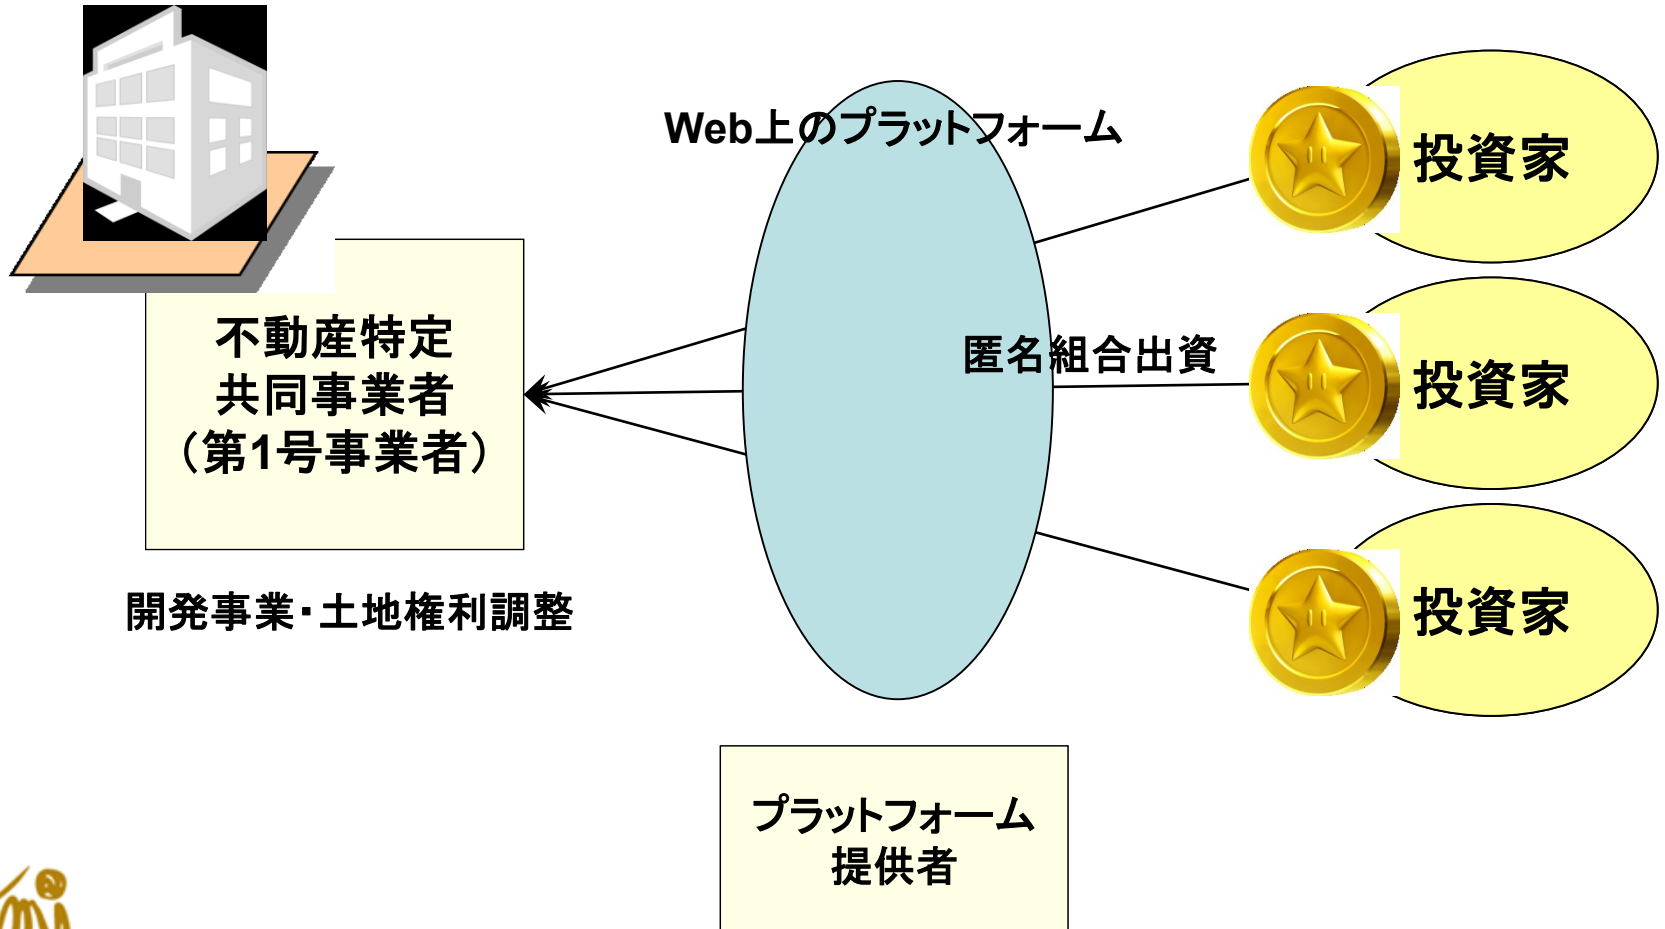 Web上のプラットフォーム
投資家
不動産特定
共同事業者
（第1号事業者）
匿名組合出資
投資家
開発事業・土地権利調整
投資家
プラットフォーム
提供者